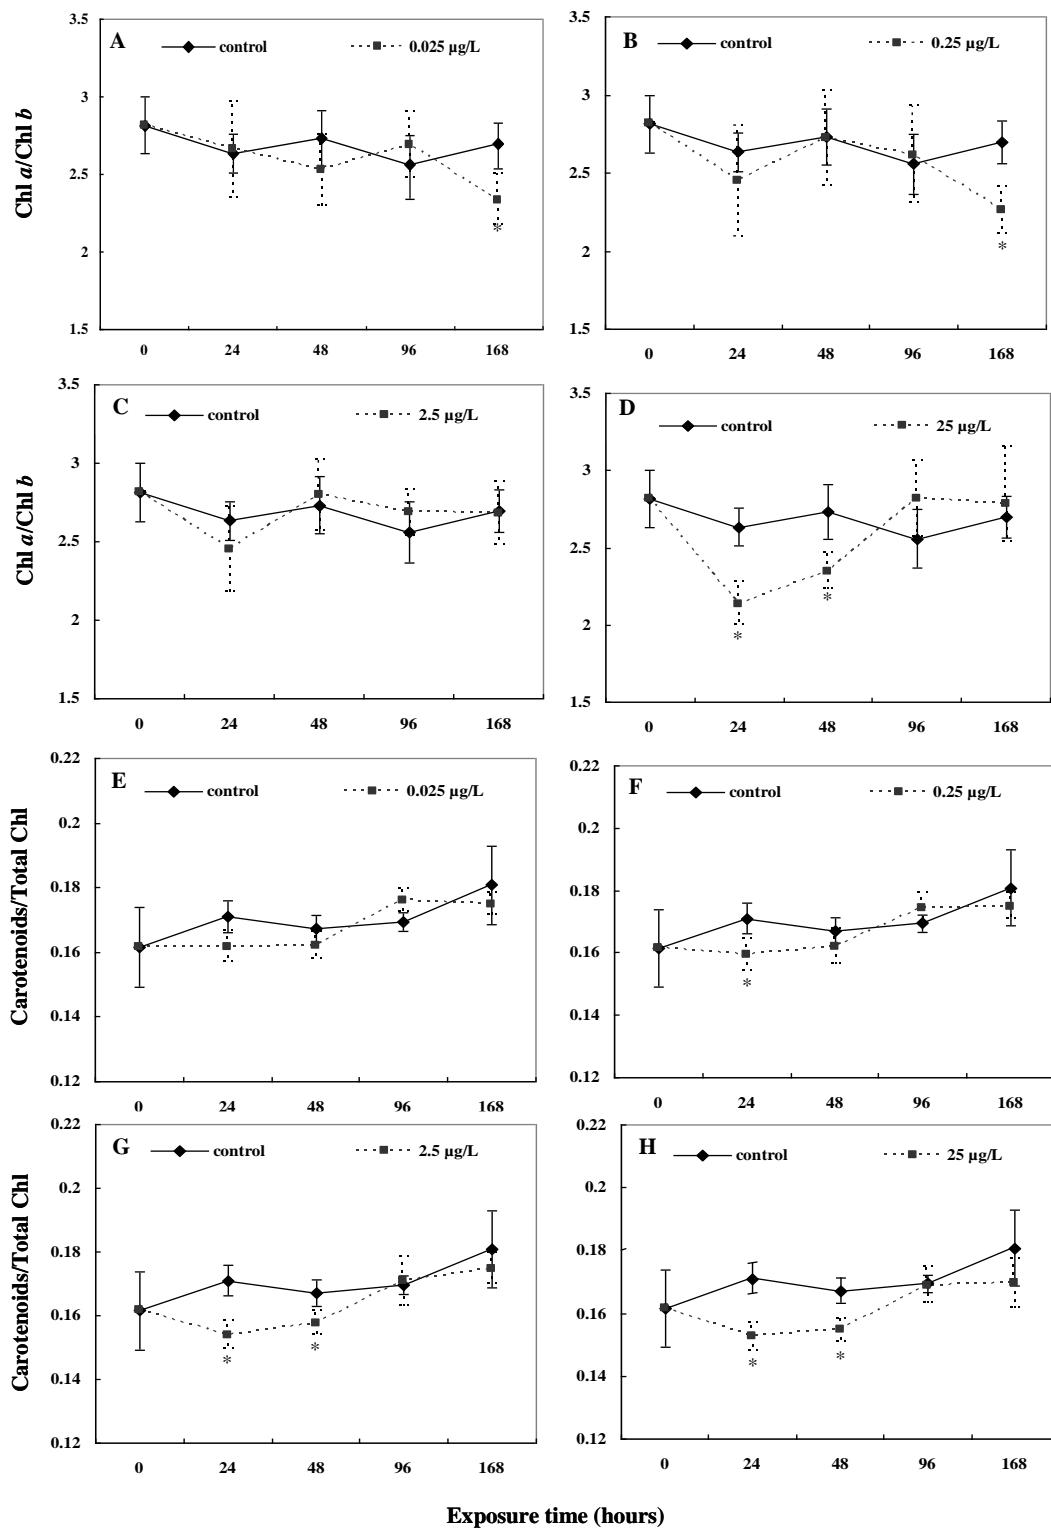 A control 0.025 µg/L
3.5
3
2.5
2
1.5
Chl a/Chl b
0 24 48 96 168
*
B control 0.25 µg/L
3.5
3
2.5
2
1.5
0 24 48 96 168
*
C control 2.5 µg/L
3.5
3
2.5
2
1.5
Chl a/Chl b
0 24 48 96 168
D control 25 µg/L
3.5
3
2.5
2
1.5
0 24 48 96 168
* *
E control 0.025 µg/L
0.22
0.2
0.18
0.16
0.14
0.12
Carotenoids/Total Chl
0 24 48 96 168
F control 0.25 µg/L
0.22
0.2
0.18
0.16
0.14
0.12
0 24 48 96 168
*
G control 2.5 µg/L
0.22
0.2
0.18
0.16
0.14
0.12
Carotenoids/Total Chl
0 24 48 96 168
* *
H control 25 µg/L
0.22
0.2
0.18
0.16
0.14
0.12
0 24 48 96 168
* *
Exposure time (hours)